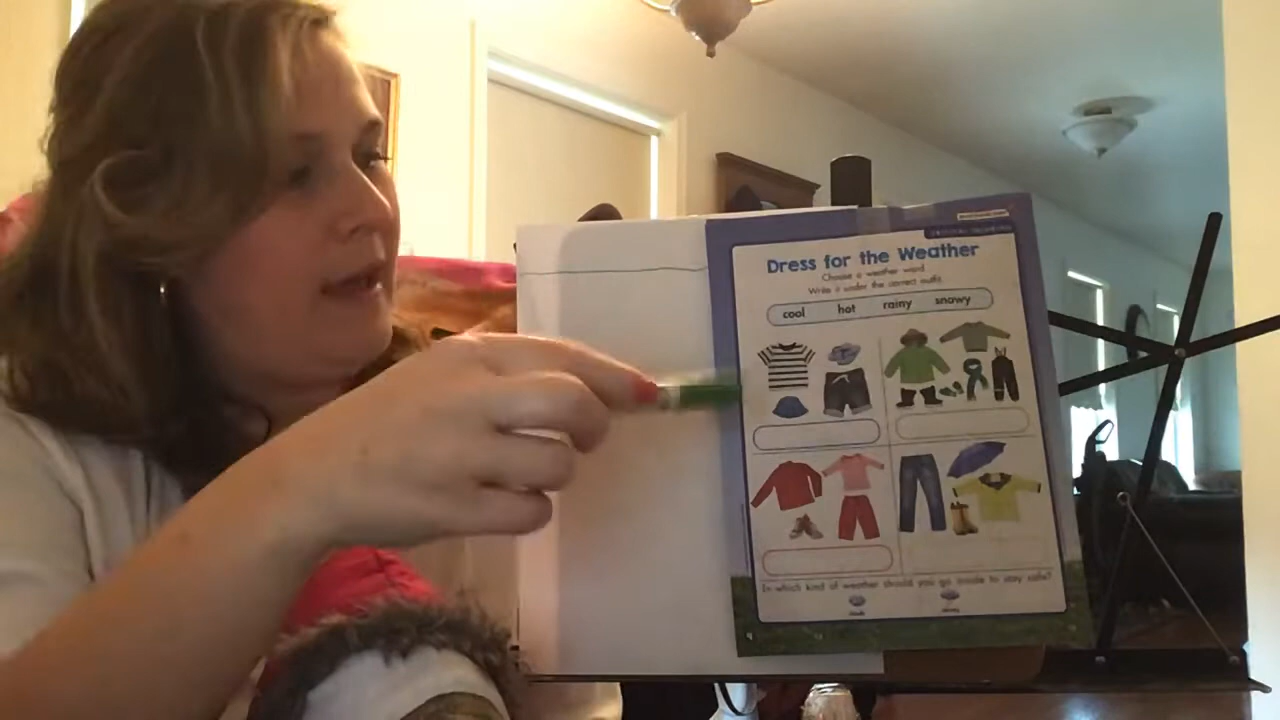 Dress for the Weather
Choose a weather word.
Write it under the correct outfit.
cool hot rainy snowy
In which kind of weather should you go inside to stay safe?